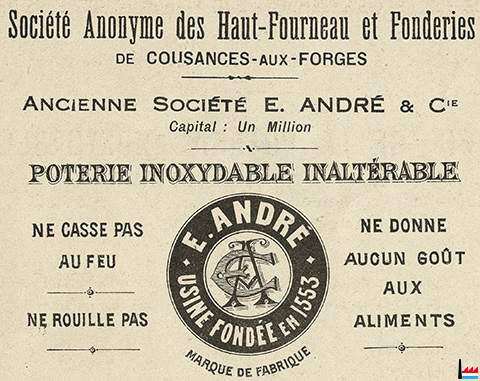 Société Anonyme des Haut-Fourneau et Fonderies
DE COUSANCES-AUX-FORGES
ANCIENNE SOCIÉTÉ E. ANDRÉ & CIE
Capital : Un Million
POTERIE INOXYDABLE INALTÉRABLE
NE CASSE PAS
AU FEU
NE ROUILLE PAS
E. ANDRÉ
USINE FONDÉE EN 1553
MARQUE DE FABRIQUE
NE DONNE
AUCUN GOÛT
AUX
ALIMENTS